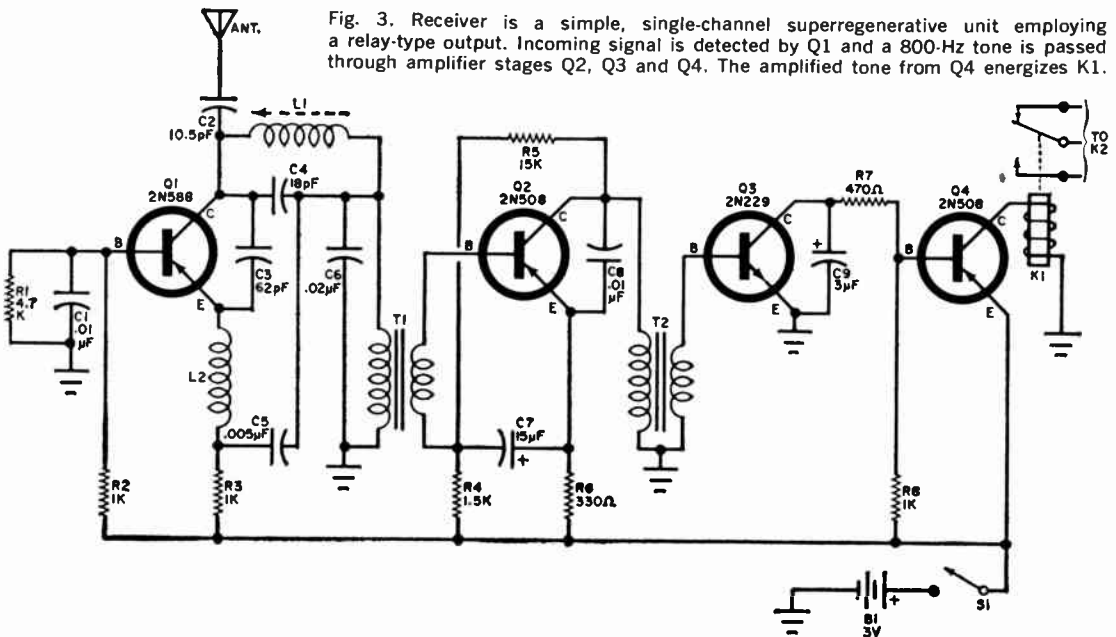 Fig. 3. Receiver is a simple, single-channel superregenerative unit employing
a relay-type output. Incoming signal is detected by Q1 and a 800-Hz tone is passed
through amplifier stages Q2, Q3 and Q4. The amplified tone from Q4 energizes K1.
ANT.
C2
10.5pF
L1
Q1
2N588
C4
18pF
C
B
E
C3
62pF
C6
.02µF
R1
4.7
K
C1
.01
µF
L2
C5
.005µF
R2
1K
R3
1K
T1
R5
15K
Q2
2N508
C
B
E
C8
.01
µF
C7
15µF
+
R4
1.5K
R6
330Ω
T2
Q3
2N229
C
B
E
+
C9
3µF
R7
470Ω
Q4
2N508
C
B
E
K1
TO
K2
R8
1K
B1
3V
+
S1